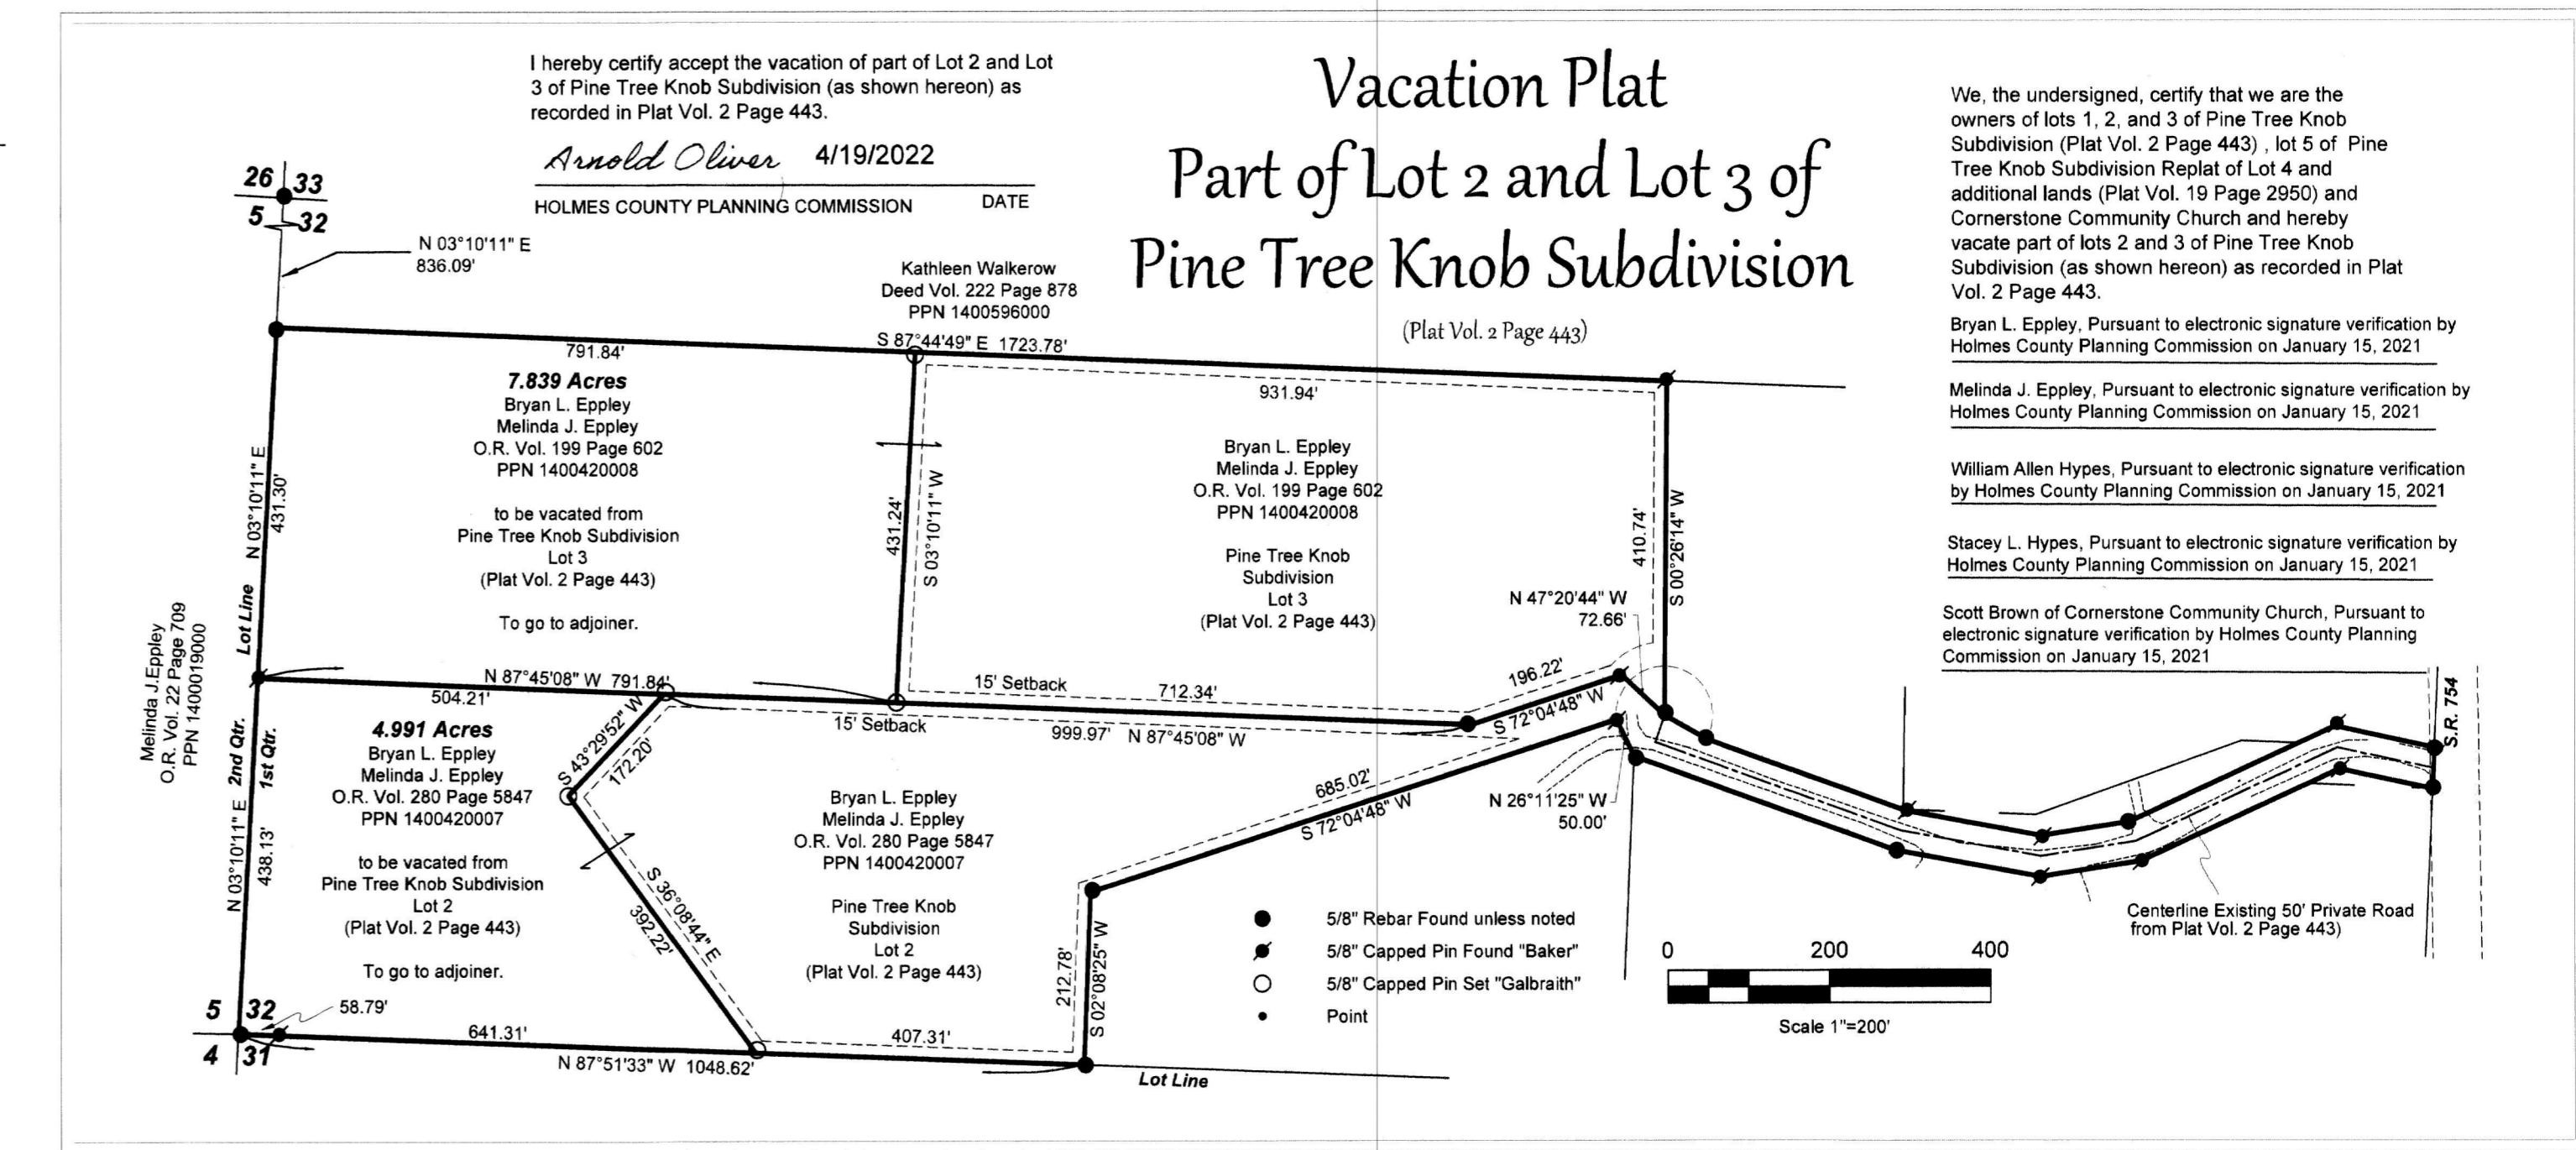 I hereby certify accept the vacation of part of Lot 2 and Lot
3 of Pine Tree Knob Subdivision (as shown hereon) as
recorded in Plat Vol. 2 Page 443.
Arnold Oliver 4/19/2022
HOLMES COUNTY PLANNING COMMISSION DATE
Vacation Plat
Part of Lot 2 and Lot 3 of
Pine Tree Knob Subdivision
(Plat Vol. 2 Page 443)
We, the undersigned, certify that we are the
owners of lots 1, 2, and 3 of Pine Tree Knob
Subdivision (Plat Vol. 2 Page 443) , lot 5 of Pine
Tree Knob Subdivision Replat of Lot 4 and
additional lands (Plat Vol. 19 Page 2950) and
Cornerstone Community Church and hereby
vacate part of lots 2 and 3 of Pine Tree Knob
Subdivision (as shown hereon) as recorded in Plat
Vol. 2 Page 443.
Bryan L. Eppley, Pursuant to electronic signature verification by
Holmes County Planning Commission on January 15, 2021
Melinda J. Eppley, Pursuant to electronic signature verification by
Holmes County Planning Commission on January 15, 2021
William Allen Hypes, Pursuant to electronic signature verification
by Holmes County Planning Commission on January 15, 2021
Stacey L. Hypes, Pursuant to electronic signature verification by
Holmes County Planning Commission on January 15, 2021
Scott Brown of Cornerstone Community Church, Pursuant to
electronic signature verification by Holmes County Planning
Commission on January 15, 2021
26 33
5 32
N 03°10'11" E
836.09'
Kathleen Walkerow
Deed Vol. 222 Page 878
PPN 1400596000
S 87°44'49" E 1723.78'
791.84'
931.94'
7.839 Acres
Bryan L. Eppley
Melinda J. Eppley
O.R. Vol. 199 Page 602
PPN 1400420008
to be vacated from
Pine Tree Knob Subdivision
Lot 3
(Plat Vol. 2 Page 443)
To go to adjoiner.
N 03°10'11" E
431.30'
Lot Line
431.24'
S 03°10'11" W
Bryan L. Eppley
Melinda J. Eppley
O.R. Vol. 199 Page 602
PPN 1400420008
Pine Tree Knob
Subdivision
Lot 3
(Plat Vol. 2 Page 443)
410.74'
S 00°26'14" W
N 47°20'44" W
72.66'
Melinda J.Eppley
O.R. Vol. 22 Page 709
PPN 1400019000
N 87°45'08" W 791.84'
504.21'
15' Setback
712.34'
196.22'
S 72°04'48" W
15' Setback
999.97' N 87°45'08" W
S.R. 754
2nd Qtr.
1st Qtr.
N 03°10'11" E
438.13'
4.991 Acres
Bryan L. Eppley
Melinda J. Eppley
O.R. Vol. 280 Page 5847
PPN 1400420007
to be vacated from
Pine Tree Knob Subdivision
Lot 2
(Plat Vol. 2 Page 443)
To go to adjoiner.
S 43°29'52" W
172.20'
S 36°08'44" E
392.22'
Bryan L. Eppley
Melinda J. Eppley
O.R. Vol. 280 Page 5847
PPN 1400420007
Pine Tree Knob
Subdivision
Lot 2
(Plat Vol. 2 Page 443)
685.02'
S 72°04'48" W
N 26°11'25" W
50.00'
212.78'
S 02°08'25" W
5/8" Rebar Found unless noted
5/8" Capped Pin Found "Baker"
5/8" Capped Pin Set "Galbraith"
Point
0 200 400
Scale 1"=200'
Centerline Existing 50' Private Road
from Plat Vol. 2 Page 443)
5 32
4 31
58.79'
641.31'
407.31'
N 87°51'33" W 1048.62'
Lot Line